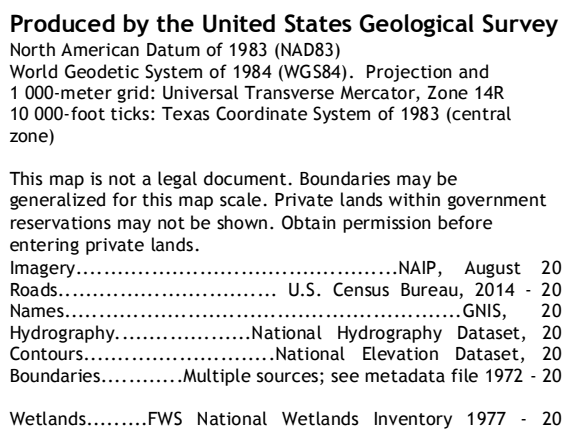 Produced by the United States Geological Survey
North American Datum of 1983 (NAD83)
World Geodetic System of 1984 (WGS84).  Projection and
1 000-meter grid: Universal Transverse Mercator, Zone 14R
10 000-foot ticks: Texas Coordinate System of 1983 (central
zone)
This map is not a legal document. Boundaries may be
generalized for this map scale. Private lands within government
reservations may not be shown. Obtain permission before
entering private lands.
Imagery.............................................NAIP, August 20
Roads.............................. U.S. Census Bureau, 2014 - 20
Names........................................................GNIS, 20
Hydrography...................National Hydrography Dataset, 20
Contours...........................National Elevation Dataset, 20
Boundaries............Multiple sources; see metadata file 1972 - 20
Wetlands.........FWS National Wetlands Inventory 1977 - 20